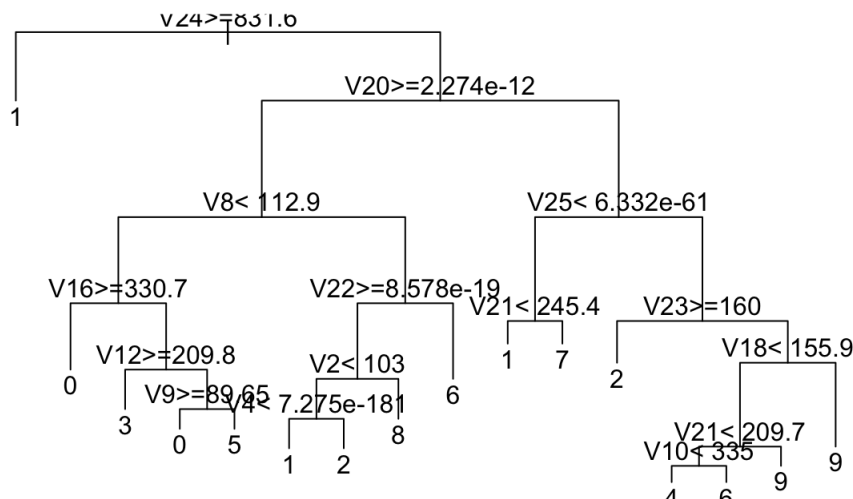 V24>=831.6
1
V20>=2.274e-12
V8< 112.9
V25< 6.332e-61
V16>=330.7
V22>=8.578e-19
V21< 245.4
V23>=160
0
V12>=209.8
V2< 103
6
1
7
2
V18< 155.9
3
V9>=89.65
V4< 7.275e-181
8
0
5
1
2
V21< 209.7
V10< 335
9
9
4
6